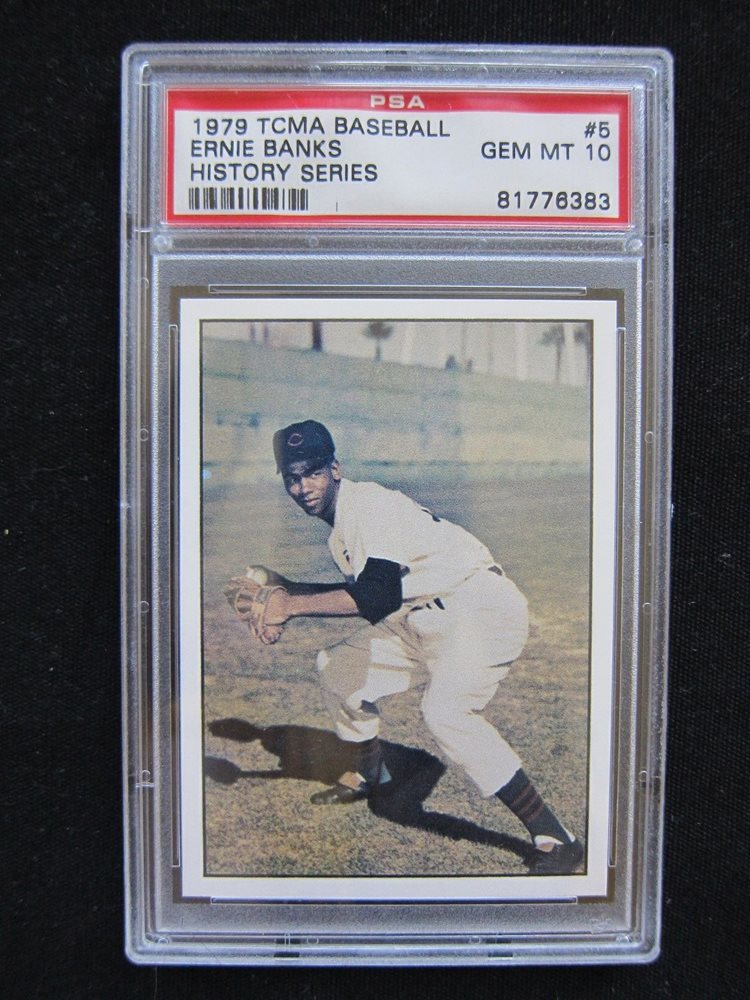 PSA
1979 TCMA BASEBALL #5
ERNIE BANKS GEM MT 10
HISTORY SERIES
81776383
C